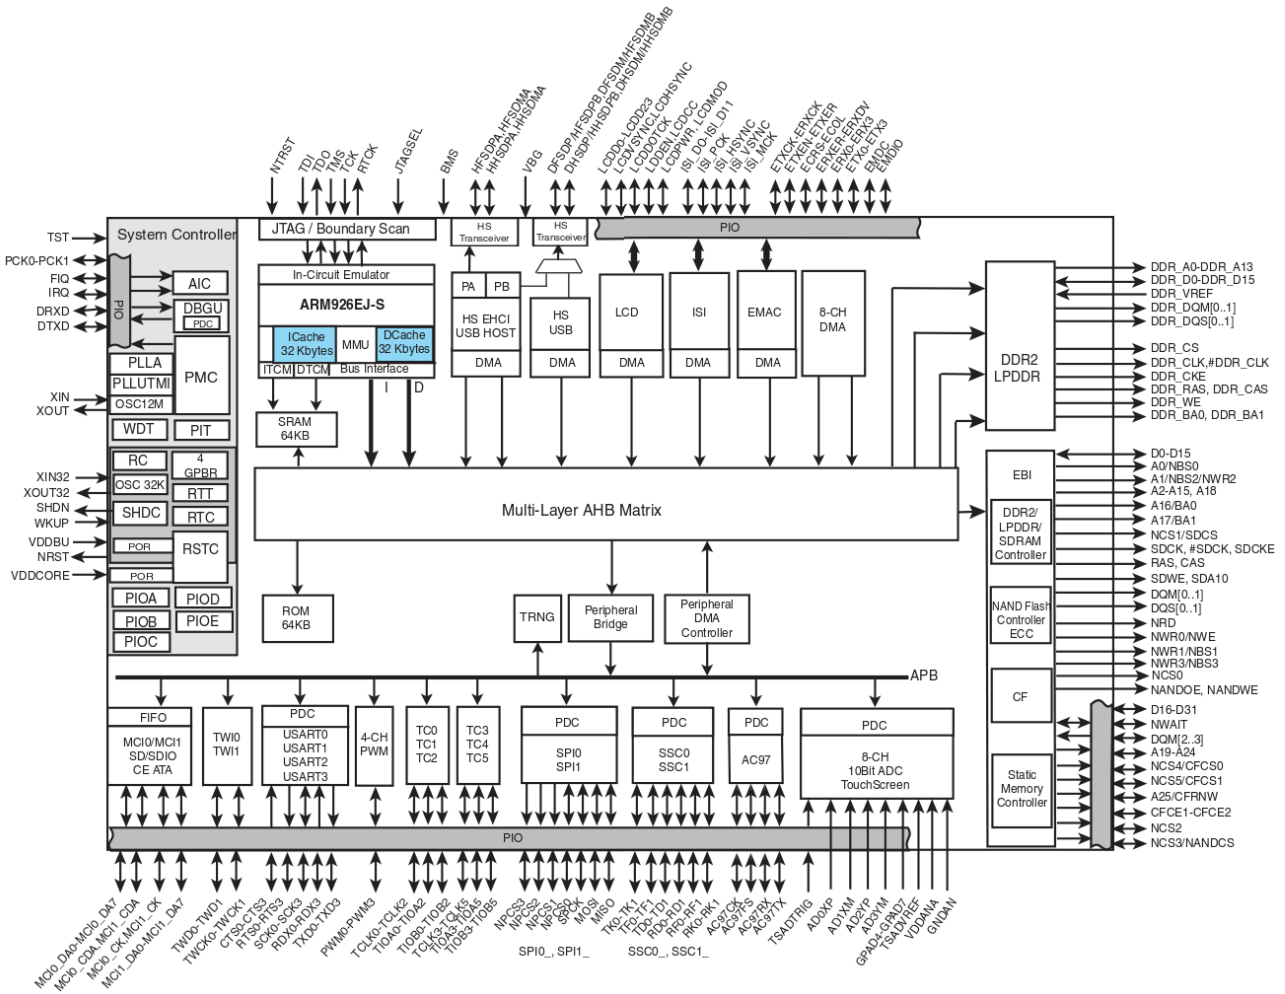 HFSDPA,HFSDMA
HHSDPA,HHSDMA
VBG
DFSDP/HFSDPB,DFSDM/HFSDMB
DHSDP/HHSDPB,DHSDM/HHSDMB
LCDD0-LCDD23
LCDVSYNC,LCDHSYNC
LCDDOTCK
LDDEN,LCDCC
LCDPWR, LCDMOD
ISI_DO-ISI_D11
ISI_PCK
ISI_HSYNC
ISI_VSYNC
ISI_MCK
ETXCK-ERXCK
ETXEN-ETXER
ECRS-ECOL
ERXER-ERXDV
ERX0-ERX3
ETX0-ETX3
EMDC
EMDIO
NTRST
TDI
TDO
TMS
TCK
RTCK
JTAGSEL
BMS
TST
PCK0-PCK1
FIQ
IRQ
DRXD
DTXD
XIN
XOUT
XIN32
XOUT32
SHDN
WKUP
VDDBU
NRST
VDDCORE
System Controller
PIO
AIC
DBGU
PDC
PLLA
PLLUTMI
OSC12M
PMC
WDT
PIT
RC
4
GPBR
OSC 32K
RTT
SHDC
RTC
POR
RSTC
POR
PIOA
PIOD
PIOB
PIOE
PIOC
JTAG / Boundary Scan
In-Circuit Emulator
ARM926EJ-S
ICache
32 Kbytes
MMU
DCache
32 Kbytes
ITCM
DTCM
Bus Interface
I
D
SRAM
64KB
HS
Transceiver
HS
Transceiver
PA
PB
HS EHCI
USB HOST
DMA
HS
USB
DMA
PIO
LCD
DMA
ISI
DMA
EMAC
DMA
8-CH
DMA
Multi-Layer AHB Matrix
ROM
64KB
TRNG
Peripheral
Bridge
Peripheral
DMA
Controller
APB
DDR2
LPDDR
EBI
DDR2/
LPDDR/
SDRAM
Controller
NAND Flash
Controller
ECC
CF
Static
Memory
Controller
DDR_A0-DDR_A13
DDR_D0-DDR_D15
DDR_VREF
DDR_DQM[0..1]
DDR_DQS[0..1]
DDR_CS
DDR_CLK,#DDR_CLK
DDR_CKE
DDR_RAS, DDR_CAS
DDR_WE
DDR_BA0, DDR_BA1
D0-D15
A0/NBS0
A1/NBS2/NWR2
A2-A15, A18
A16/BA0
A17/BA1
NCS1/SDCS
SDCK, #SDCK, SDCKE
RAS, CAS
SDWE, SDA10
DQM[0..1]
DQS[0..1]
NRD
NWR0/NWE
NWR1/NBS1
NWR3/NBS3
NCS0
NANDOE, NANDWE
D16-D31
NWAIT
DQM[2..3]
A19-A24
NCS4/CFCS0
NCS5/CFCS1
A25/CFRNW
CFCE1-CFCE2
NCS2
NCS3/NANDCS
PIO
FIFO
MCI0/MCI1
SD/SDIO
CE ATA
TWI0
TWI1
PDC
USART0
USART1
USART2
USART3
4-CH
PWM
TC0
TC1
TC2
TC3
TC4
TC5
PDC
SPI0
SPI1
PDC
SSC0
SSC1
PDC
AC97
PDC
8-CH
10Bit ADC
TouchScreen
PIO
MCI0_DA0-MCI0_DA7
MCI0_CDA,MCI1_CDA
MCI0_CK,MCI1_CK
MCI1_DA0-MCI1_DA7
TWD0-TWD1
TWCK0-TWCK1
CTS0-CTS3
RTS0-RTS3
SCK0-SCK3
RDX0-RDX3
TXD0-TXD3
PWM0-PWM3
TCLK0-TCLK2
TIOA0-TIOA2
TIOB0-TIOB2
TCLK3-TCLK5
TIOA3-TIOA5
TIOB3-TIOB5
NPCS3
NPCS2
NPCS1
NPCS0
SPCK
MOSI
MISO
TK0-TK1
TF0-TF1
TD0-TD1
RD0-RD1
RF0-RF1
RK0-RK1
AC97CK
AC97FS
AC97RX
AC97TX
TSADTRIG
AD0XP
AD1XM
AD2YP
AD3YM
GPAD4-GPAD7
TSADVREF
VDDANA
GNDAN
SPI0_, SPI1_
SSC0_, SSC1_